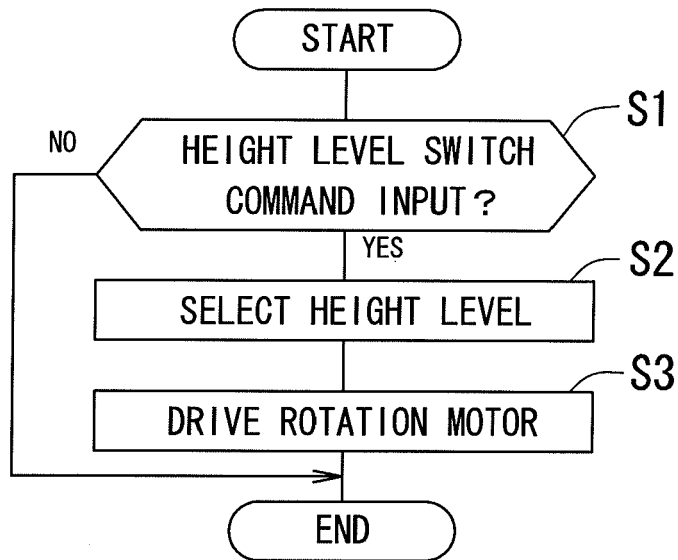 START
S1
NO
HEIGHT LEVEL SWITCH
COMMAND INPUT?
YES
S2
SELECT HEIGHT LEVEL
S3
DRIVE ROTATION MOTOR
END